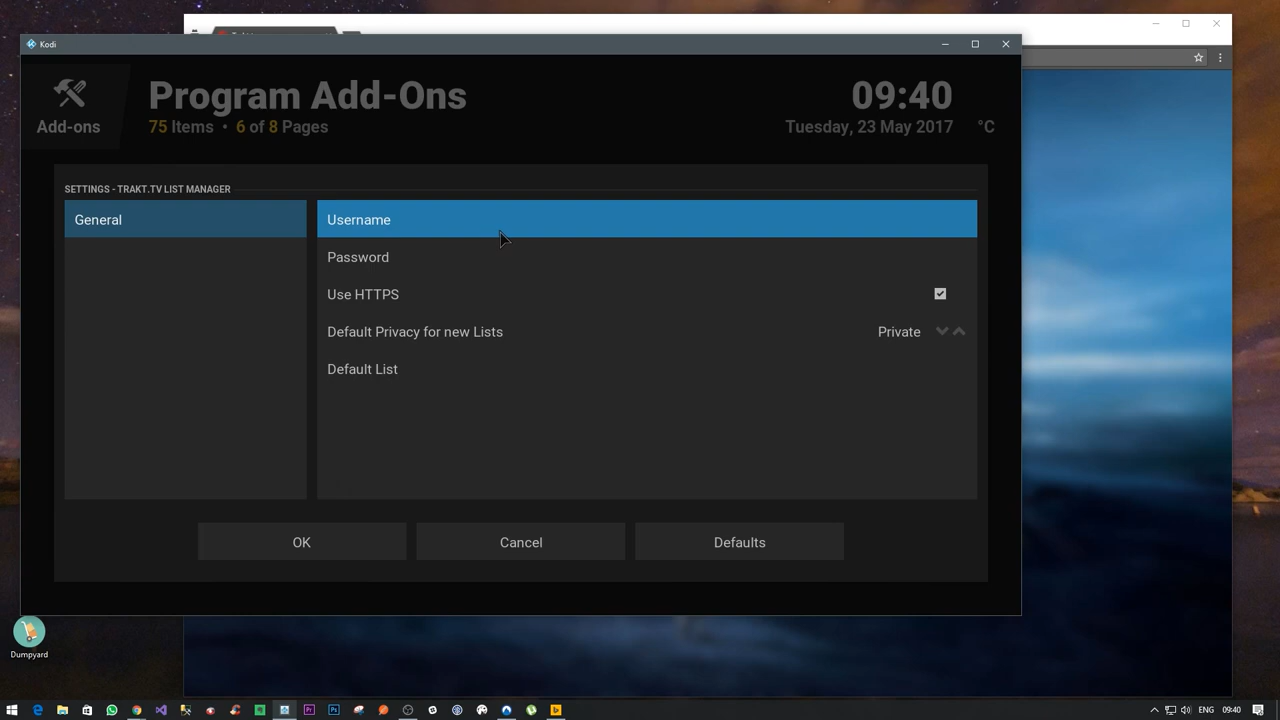 Kodi
Program Add-Ons
75 Items • 6 of 8 Pages
Add-ons
09:40
Tuesday, 23 May 2017 °C
SETTINGS - TRAKT.TV LIST MANAGER
General
Username
Password
Use HTTPS
Default Privacy for new Lists Private
Default List
OK Cancel Defaults
Dumpyard
ENG 09:40